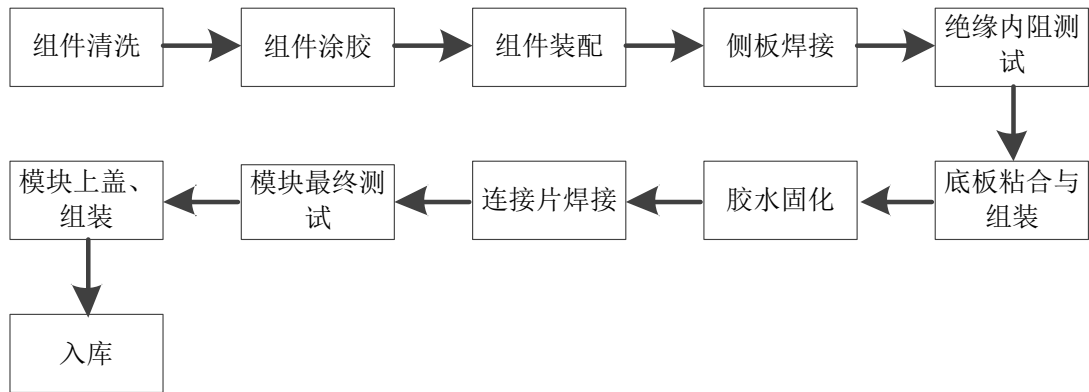 组件清洗
组件涂胶
组件装配
侧板焊接
绝缘内阻测
试
底板粘合与
组装
胶水固化
连接片焊接
模块最终测
试
模块上盖、
组装
入库